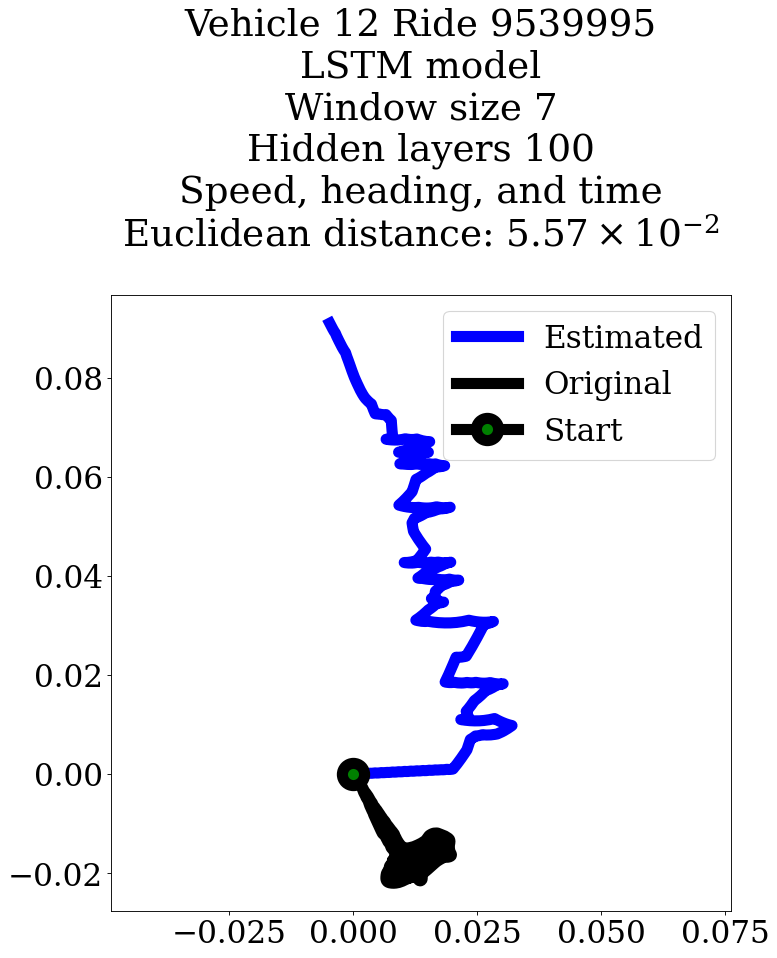 Vehicle 12 Ride 9539995
LSTM model
Window size 7
Hidden layers 100
Speed, heading, and time
Euclidean distance: 5.57 × 10⁻²
Estimated
Original
Start
0.08
0.06
0.04
0.02
0.00
−0.02
−0.025 0.000 0.025 0.050 0.075